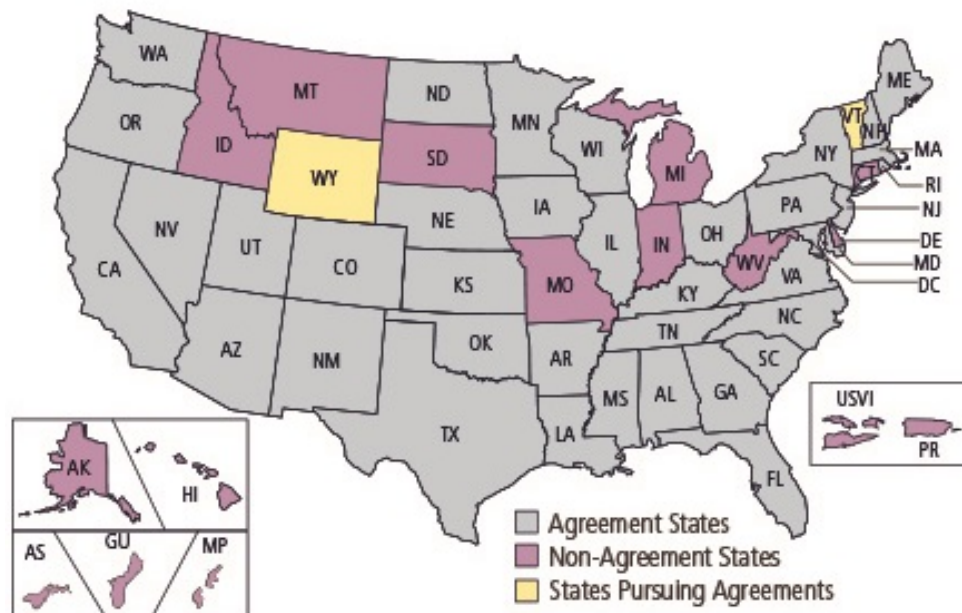 WA
MT
ND
MN
ME
OR
ID
SD
WI
MI
VT
NH
NY
MA
RI
WY
IA
PA
NJ
NV
NE
IL
IN
OH
DE
UT
WV
MD
CA
CO
KS
MO
KY
VA
DC
TN
NC
AZ
NM
OK
AR
SC
MS
AL
GA
USVI
TX
LA
PR
AK
HI
FL
AS
GU
MP
Agreement States
Non-Agreement States
States Pursuing Agreements